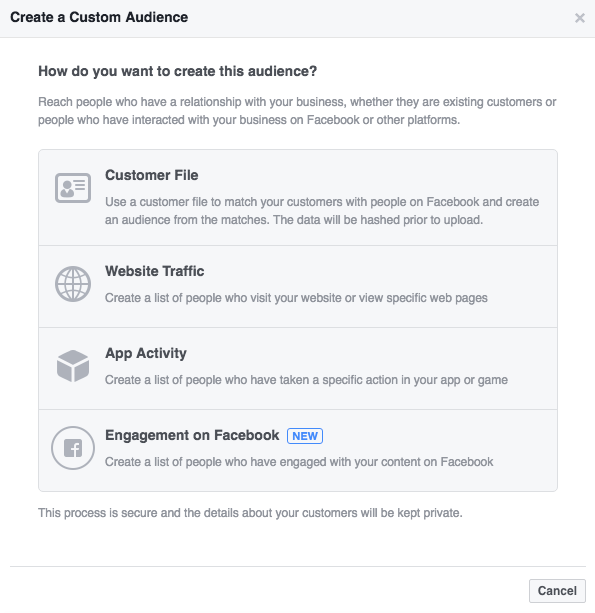 Create a Custom Audience
×
How do you want to create this audience?
Reach people who have a relationship with your business, whether they are existing customers or
people who have interacted with your business on Facebook or other platforms.
Customer File
Use a customer file to match your customers with people on Facebook and create
an audience from the matches. The data will be hashed prior to upload.
Website Traffic
Create a list of people who visit your website or view specific web pages
App Activity
Create a list of people who have taken a specific action in your app or game
Engagement on Facebook NEW
Create a list of people who have engaged with your content on Facebook
This process is secure and the details about your customers will be kept private.
Cancel